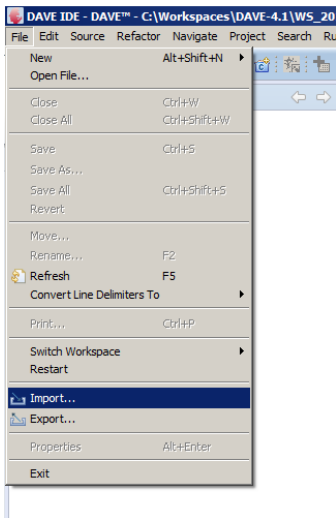 DAVE IDE - DAVE™ - C:\Workspaces\DAVE-4.1\WS_20
File Edit Source Refactor Navigate Project Search Ru
New Alt+Shift+N
Open File...
Close Ctrl+W
Close All Ctrl+Shift+W
Save Ctrl+S
Save As...
Save All Ctrl+Shift+S
Revert
Move...
Rename... F2
Refresh F5
Convert Line Delimiters To
Print... Ctrl+P
Switch Workspace
Restart
Import...
Export...
Properties Alt+Enter
Exit